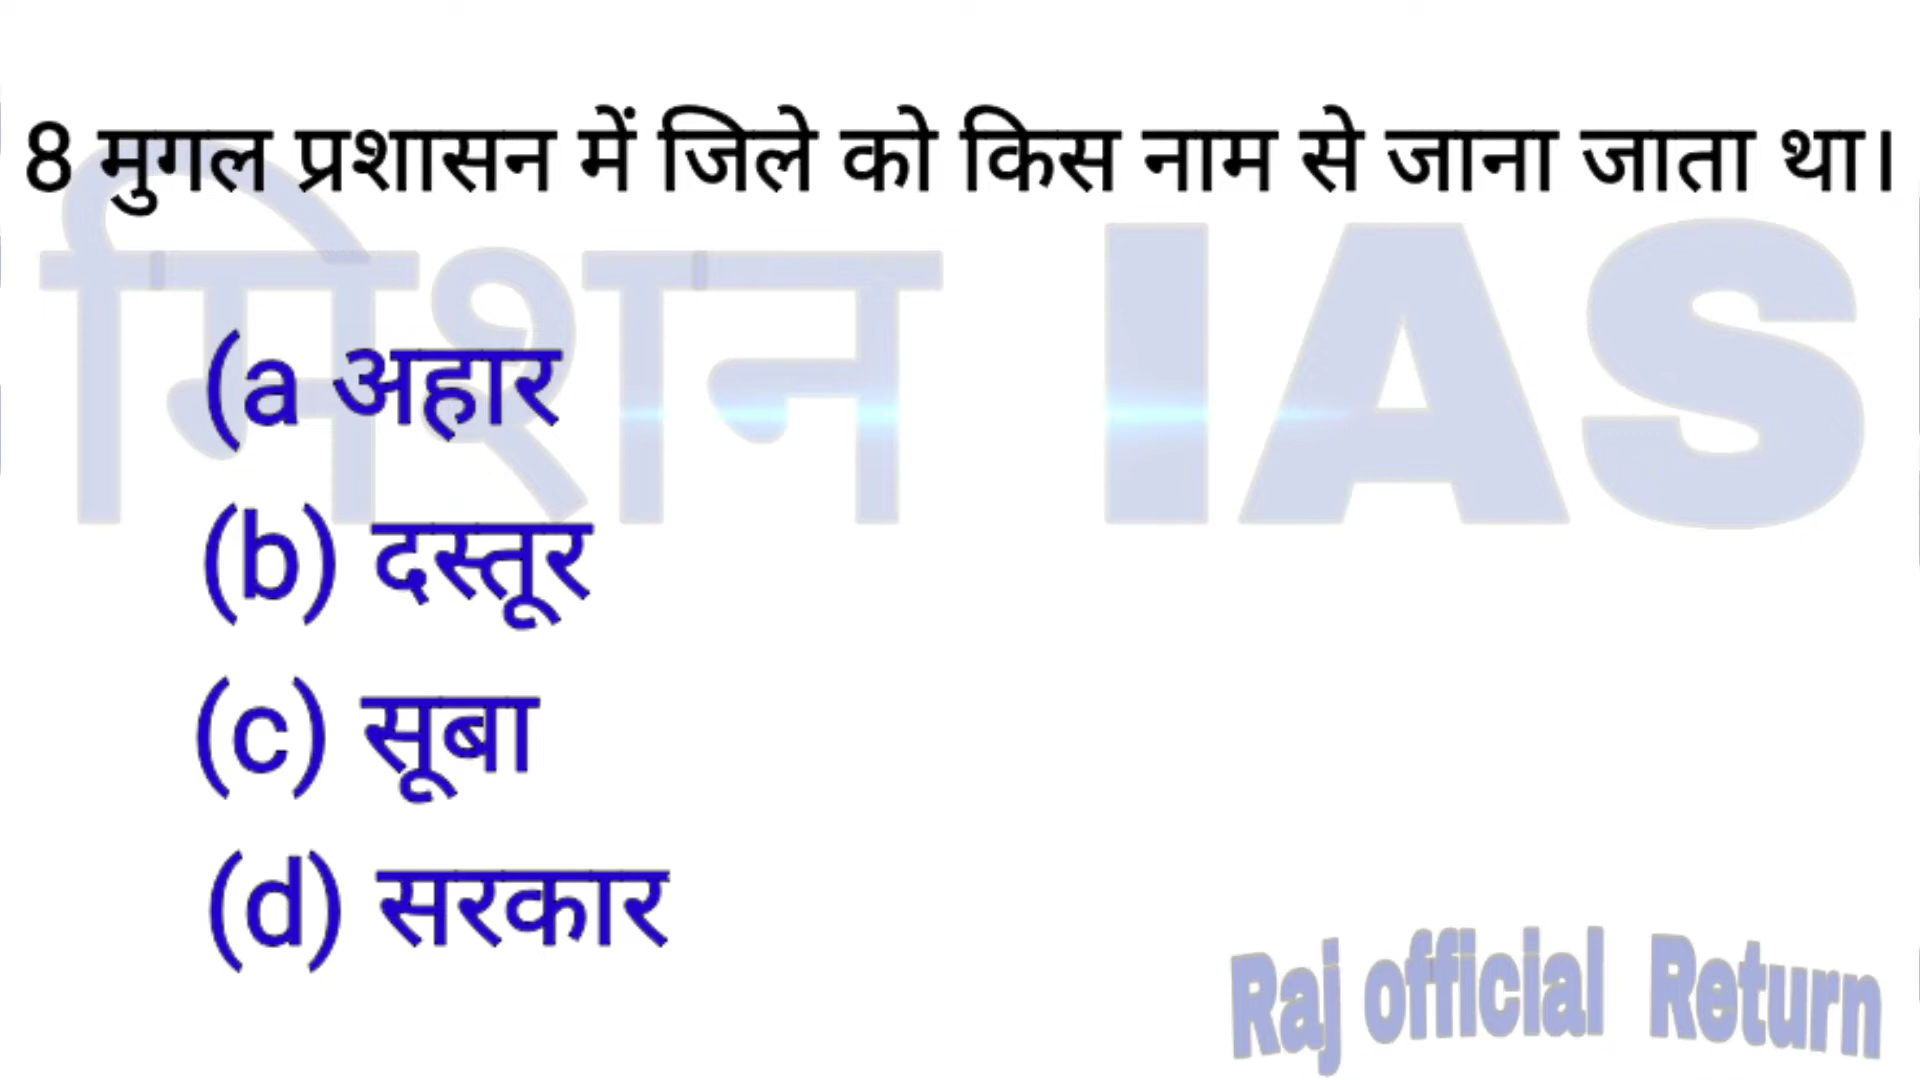 8 मुगल प्रशासन में जिले को किस नाम से जाना जाता था।
मिशन IAS
(a अहार
(b) दस्तूर
(c) सूबा
(d) सरकार
Raj official Return